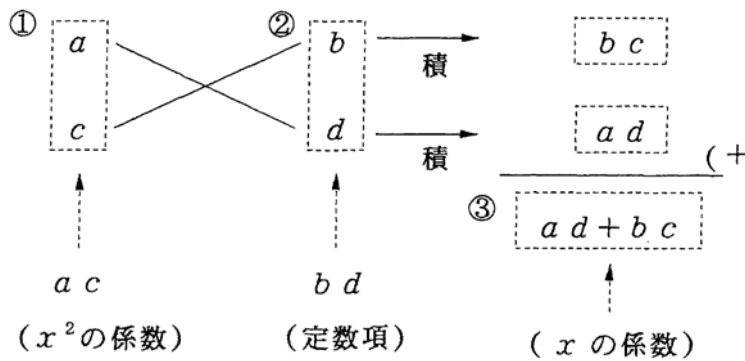 ① a ② b 積 b c
c d 積 a d (+
③ a d + b c
a c b d
(x²の係数) (定数項) (x の係数)